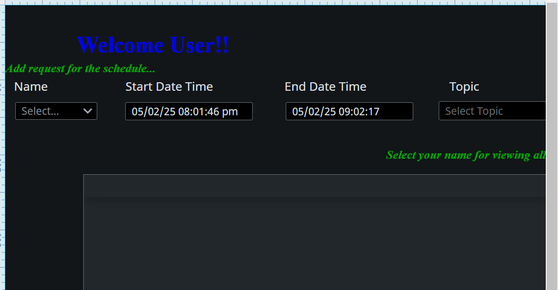 Welcome User!!
Add request for the schedule...
Name Start Date Time End Date Time Topic
Select... 05/02/25 08:01:46 pm 05/02/25 09:02:17 Select Topic
Select your name for viewing all